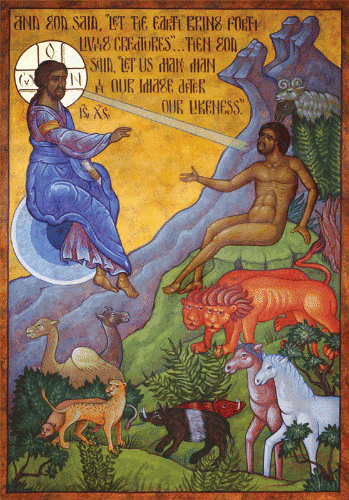 AND GOD SAID, "LET THE EARTH BRING FORTH
LIVING CREATURES"... THEN GOD
SAID, "LET US MAKE MAN
IN OUR IMAGE AFTER
OUR LIKENESS."
Ο
Ѡ Ν
IC XC